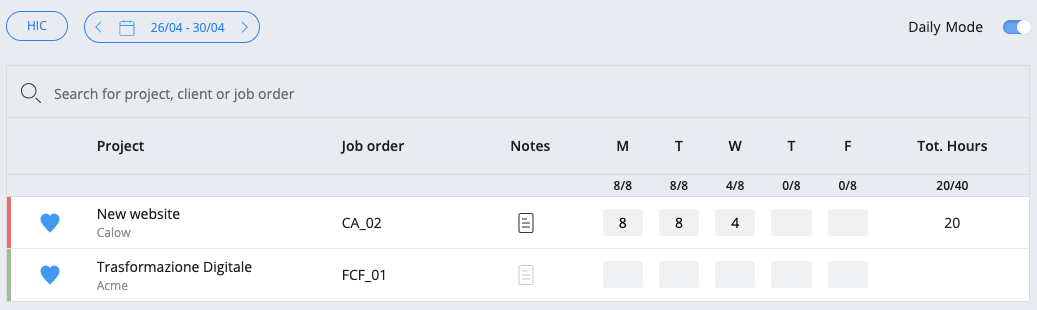 HIC
26/04 - 30/04
Daily Mode
Search for project, client or job order
Project Job order Notes M T W T F Tot. Hours
8/8 8/8 4/8 0/8 0/8 20/40
New website
Calow
CA_02 8 8 4 20
Trasformazione Digitale
Acme
FCF_01